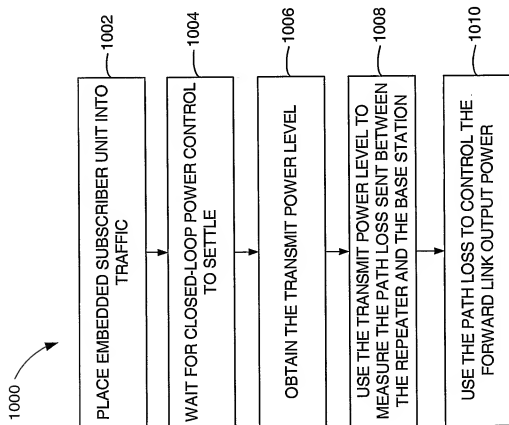 1000
PLACE EMBEDDED SUBSCRIBER UNIT INTO
TRAFFIC
1002
WAIT FOR CLOSED-LOOP POWER CONTROL
TO SETTLE
1004
OBTAIN THE TRANSMIT POWER LEVEL
1006
USE THE TRANSMIT POWER LEVEL TO
MEASURE THE PATH LOSS SENT BETWEEN
THE REPEATER AND THE BASE STATION
1008
USE THE PATH LOSS TO CONTROL THE
FORWARD LINK OUTPUT POWER
1010